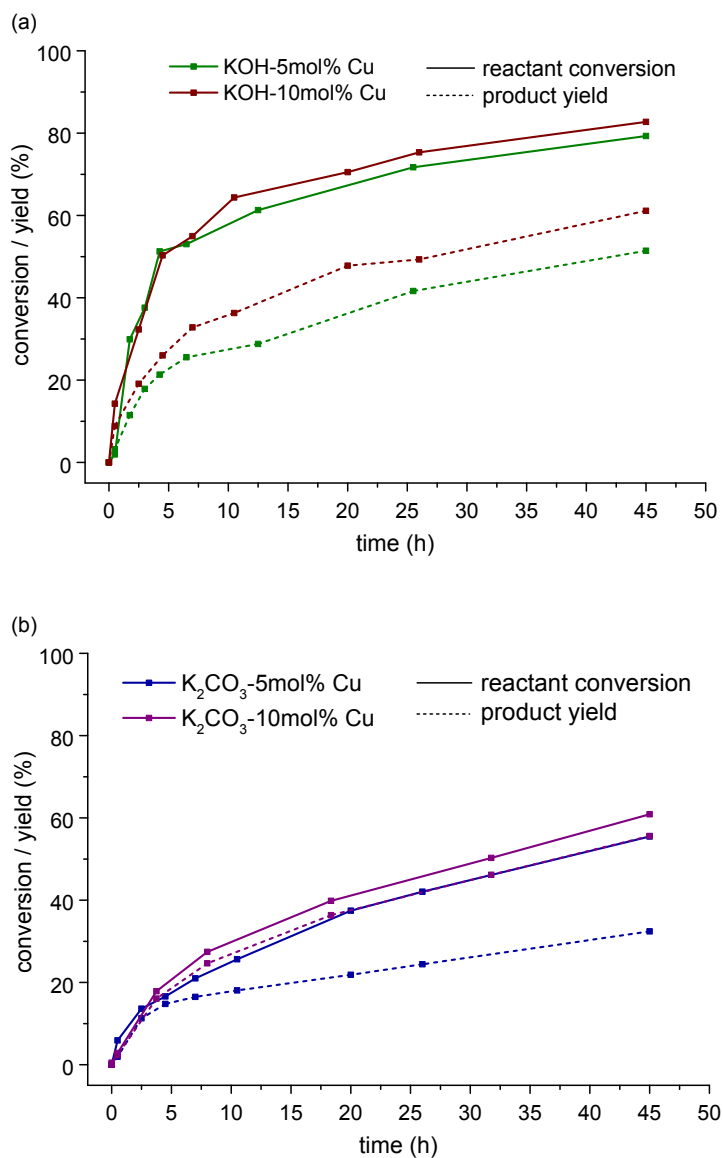 (a)
100
80
60
40
20
0
conversion / yield (%)
KOH-5mol% Cu
KOH-10mol% Cu
reactant conversion
product yield
0 5 10 15 20 25 30 35 40 45 50
time (h)
(b)
100
80
60
40
20
0
conversion / yield (%)
K₂CO₃-5mol% Cu
K₂CO₃-10mol% Cu
reactant conversion
product yield
0 5 10 15 20 25 30 35 40 45 50
time (h)